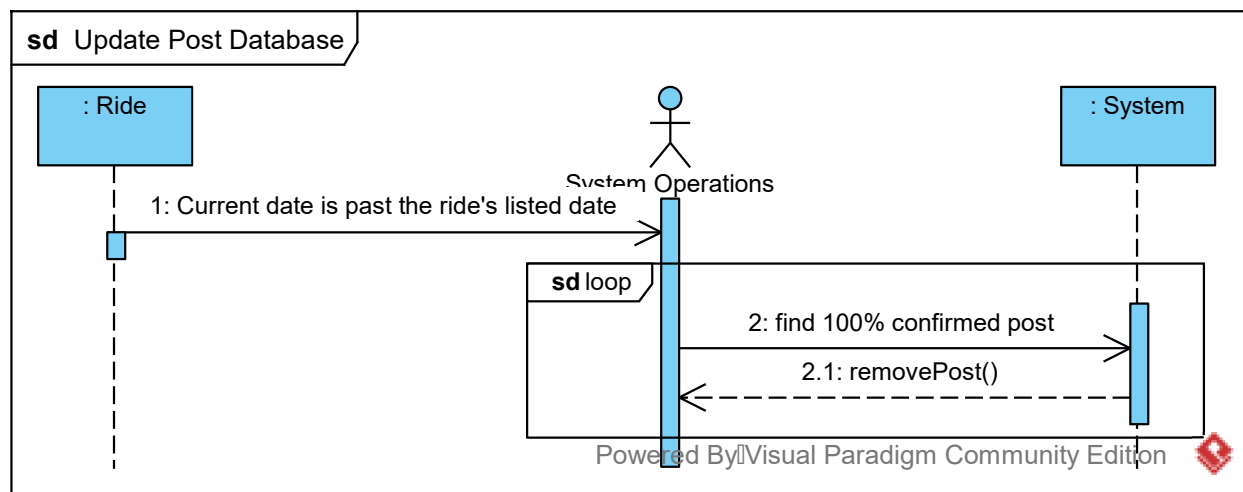 sd Update Post Database
: Ride
: System
System Operations
1: Current date is past the ride's listed date
sd loop
2: find 100% confirmed post
2.1: removePost()
Powered By Visual Paradigm Community Edition